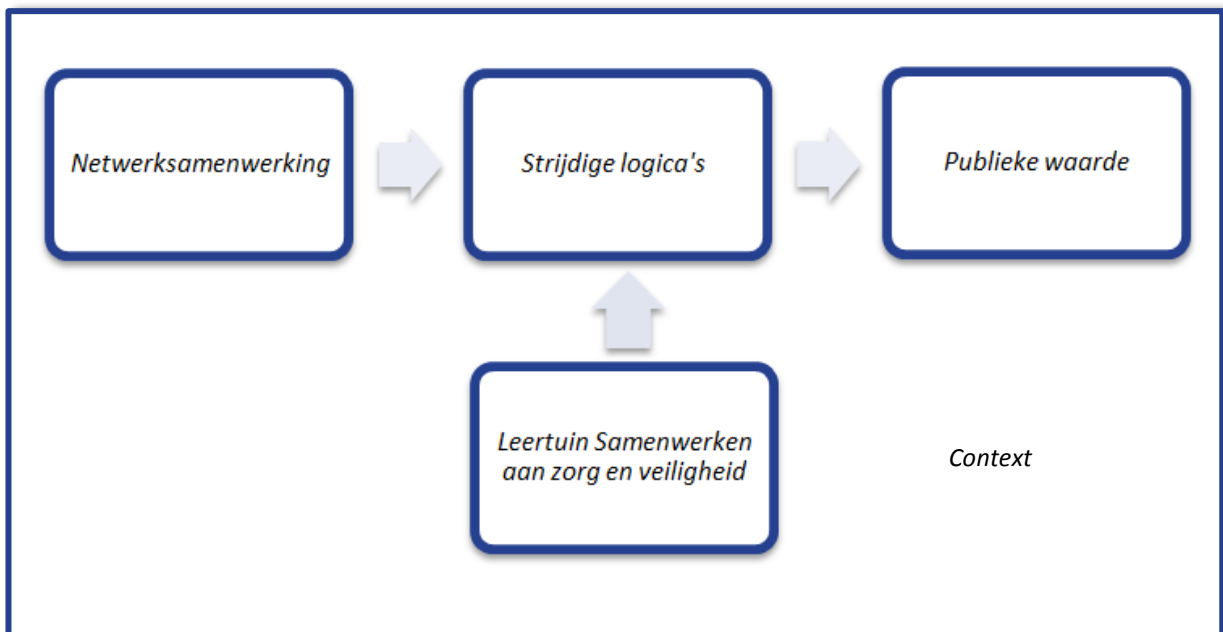 Netwerksamenwerking
Strijdige logica's
Publieke waarde
Leertuin Samenwerken
aan zorg en veiligheid
Context